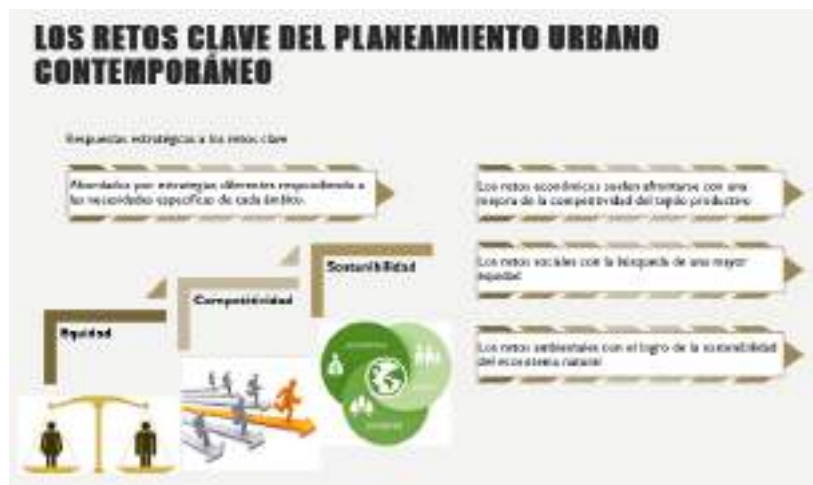 LOS RETOS CLAVE DEL PLANEAMIENTO URBANO
CONTEMPORÁNEO
Respuestas estratégicas a los retos clave
Abordados por estrategias diferentes respondiendo a
las necesidades específicas de cada ámbito.
Los retos económicos suelen afrontarse con una
mejora de la competitividad del tejido productivo
Los retos sociales con la búsqueda de una mayor
equidad
Los retos ambientales con el logro de la sostenibilidad
del ecosistema natural
Sostenibilidad
Competitividad
Equidad